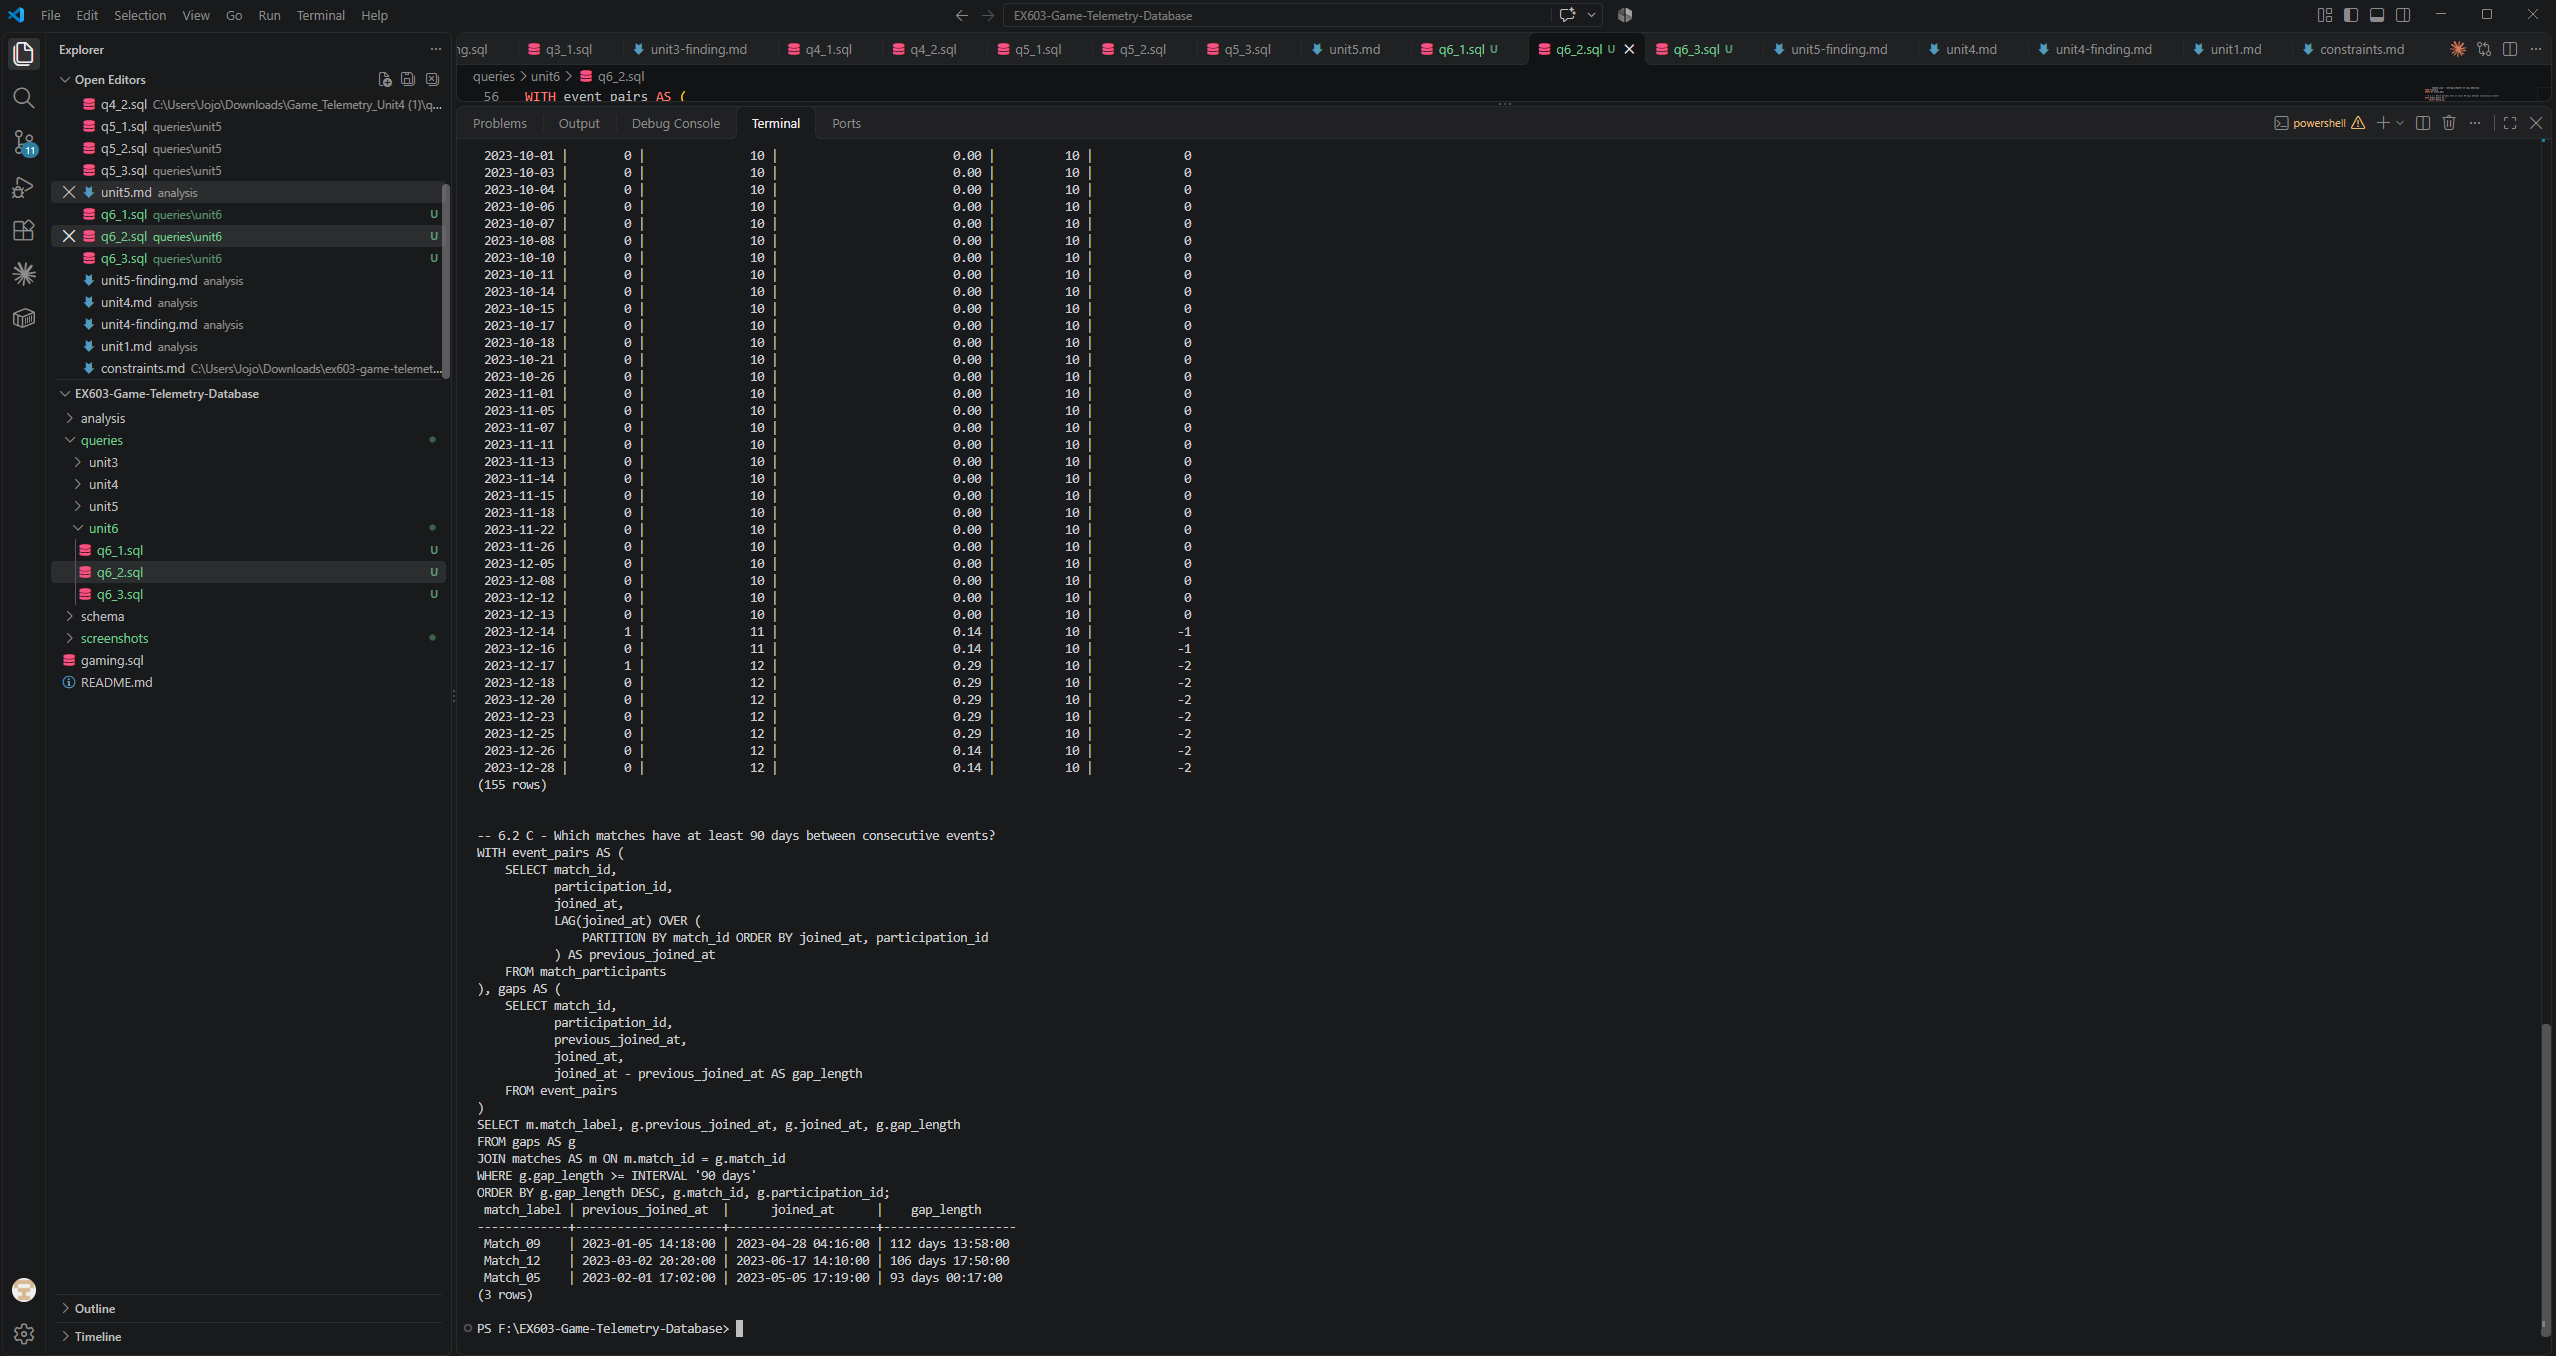 File Edit Selection View Go Run Terminal Help
EX603-Game-Telemetry-Database
Explorer
Open Editors
q4_2.sql C:\Users\Jojo\Downloads\Game_Telemetry_Unit4 (1)\q...
q5_1.sql queries\unit5
q5_2.sql queries\unit5
q5_3.sql queries\unit5
unit5.md analysis
q6_1.sql queries\unit6 U
q6_2.sql queries\unit6 U
q6_3.sql queries\unit6 U
unit5-finding.md analysis
unit4.md analysis
unit4-finding.md analysis
unit1.md analysis
constraints.md C:\Users\Jojo\Downloads\ex603-game-telemet...
EX603-Game-Telemetry-Database
analysis
queries
unit3
unit4
unit5
unit6
q6_1.sql U
q6_2.sql U
q6_3.sql U
schema
screenshots
gaming.sql
README.md
Outline
Timeline
11
ng.sql q3_1.sql unit3-finding.md q4_1.sql q4_2.sql q5_1.sql q5_2.sql q5_3.sql unit5.md q6_1.sql U q6_2.sql U q6_3.sql U unit5-finding.md unit4.md unit4-finding.md unit1.md constraints.md
queries > unit6 > q6_2.sql
56 WITH event_pairs AS (
Problems Output Debug Console Terminal Ports
powershell
2023-10-01 | 0 | 10 | 0.00 | 10 | 0
2023-10-03 | 0 | 10 | 0.00 | 10 | 0
2023-10-04 | 0 | 10 | 0.00 | 10 | 0
2023-10-06 | 0 | 10 | 0.00 | 10 | 0
2023-10-07 | 0 | 10 | 0.00 | 10 | 0
2023-10-08 | 0 | 10 | 0.00 | 10 | 0
2023-10-10 | 0 | 10 | 0.00 | 10 | 0
2023-10-11 | 0 | 10 | 0.00 | 10 | 0
2023-10-14 | 0 | 10 | 0.00 | 10 | 0
2023-10-15 | 0 | 10 | 0.00 | 10 | 0
2023-10-17 | 0 | 10 | 0.00 | 10 | 0
2023-10-18 | 0 | 10 | 0.00 | 10 | 0
2023-10-21 | 0 | 10 | 0.00 | 10 | 0
2023-10-26 | 0 | 10 | 0.00 | 10 | 0
2023-11-01 | 0 | 10 | 0.00 | 10 | 0
2023-11-05 | 0 | 10 | 0.00 | 10 | 0
2023-11-07 | 0 | 10 | 0.00 | 10 | 0
2023-11-11 | 0 | 10 | 0.00 | 10 | 0
2023-11-13 | 0 | 10 | 0.00 | 10 | 0
2023-11-14 | 0 | 10 | 0.00 | 10 | 0
2023-11-15 | 0 | 10 | 0.00 | 10 | 0
2023-11-18 | 0 | 10 | 0.00 | 10 | 0
2023-11-22 | 0 | 10 | 0.00 | 10 | 0
2023-11-26 | 0 | 10 | 0.00 | 10 | 0
2023-12-05 | 0 | 10 | 0.00 | 10 | 0
2023-12-08 | 0 | 10 | 0.00 | 10 | 0
2023-12-12 | 0 | 10 | 0.00 | 10 | 0
2023-12-13 | 0 | 10 | 0.00 | 10 | 0
2023-12-14 | 1 | 11 | 0.14 | 10 | -1
2023-12-16 | 0 | 11 | 0.14 | 10 | -1
2023-12-17 | 1 | 12 | 0.29 | 10 | -2
2023-12-18 | 0 | 12 | 0.29 | 10 | -2
2023-12-20 | 0 | 12 | 0.29 | 10 | -2
2023-12-23 | 0 | 12 | 0.29 | 10 | -2
2023-12-25 | 0 | 12 | 0.29 | 10 | -2
2023-12-26 | 0 | 12 | 0.14 | 10 | -2
2023-12-28 | 0 | 12 | 0.14 | 10 | -2
(155 rows)
-- 6.2 C - Which matches have at least 90 days between consecutive events?
WITH event_pairs AS (
SELECT match_id,
participation_id,
joined_at,
LAG(joined_at) OVER (
PARTITION BY match_id ORDER BY joined_at, participation_id
) AS previous_joined_at
FROM match_participants
), gaps AS (
SELECT match_id,
participation_id,
previous_joined_at,
joined_at,
joined_at - previous_joined_at AS gap_length
FROM event_pairs
)
SELECT m.match_label, g.previous_joined_at, g.joined_at, g.gap_length
FROM gaps AS g
JOIN matches AS m ON m.match_id = g.match_id
WHERE g.gap_length >= INTERVAL '90 days'
ORDER BY g.gap_length DESC, g.match_id, g.participation_id;
match_label | previous_joined_at | joined_at | gap_length
-------------+---------------------+---------------------+-------------------
Match_09 | 2023-01-05 14:18:00 | 2023-04-28 04:16:00 | 112 days 13:58:00
Match_12 | 2023-03-02 20:20:00 | 2023-06-17 14:10:00 | 106 days 17:50:00
Match_05 | 2023-02-01 17:02:00 | 2023-05-05 17:19:00 | 93 days 00:17:00
(3 rows)
PS F:\EX603-Game-Telemetry-Database>